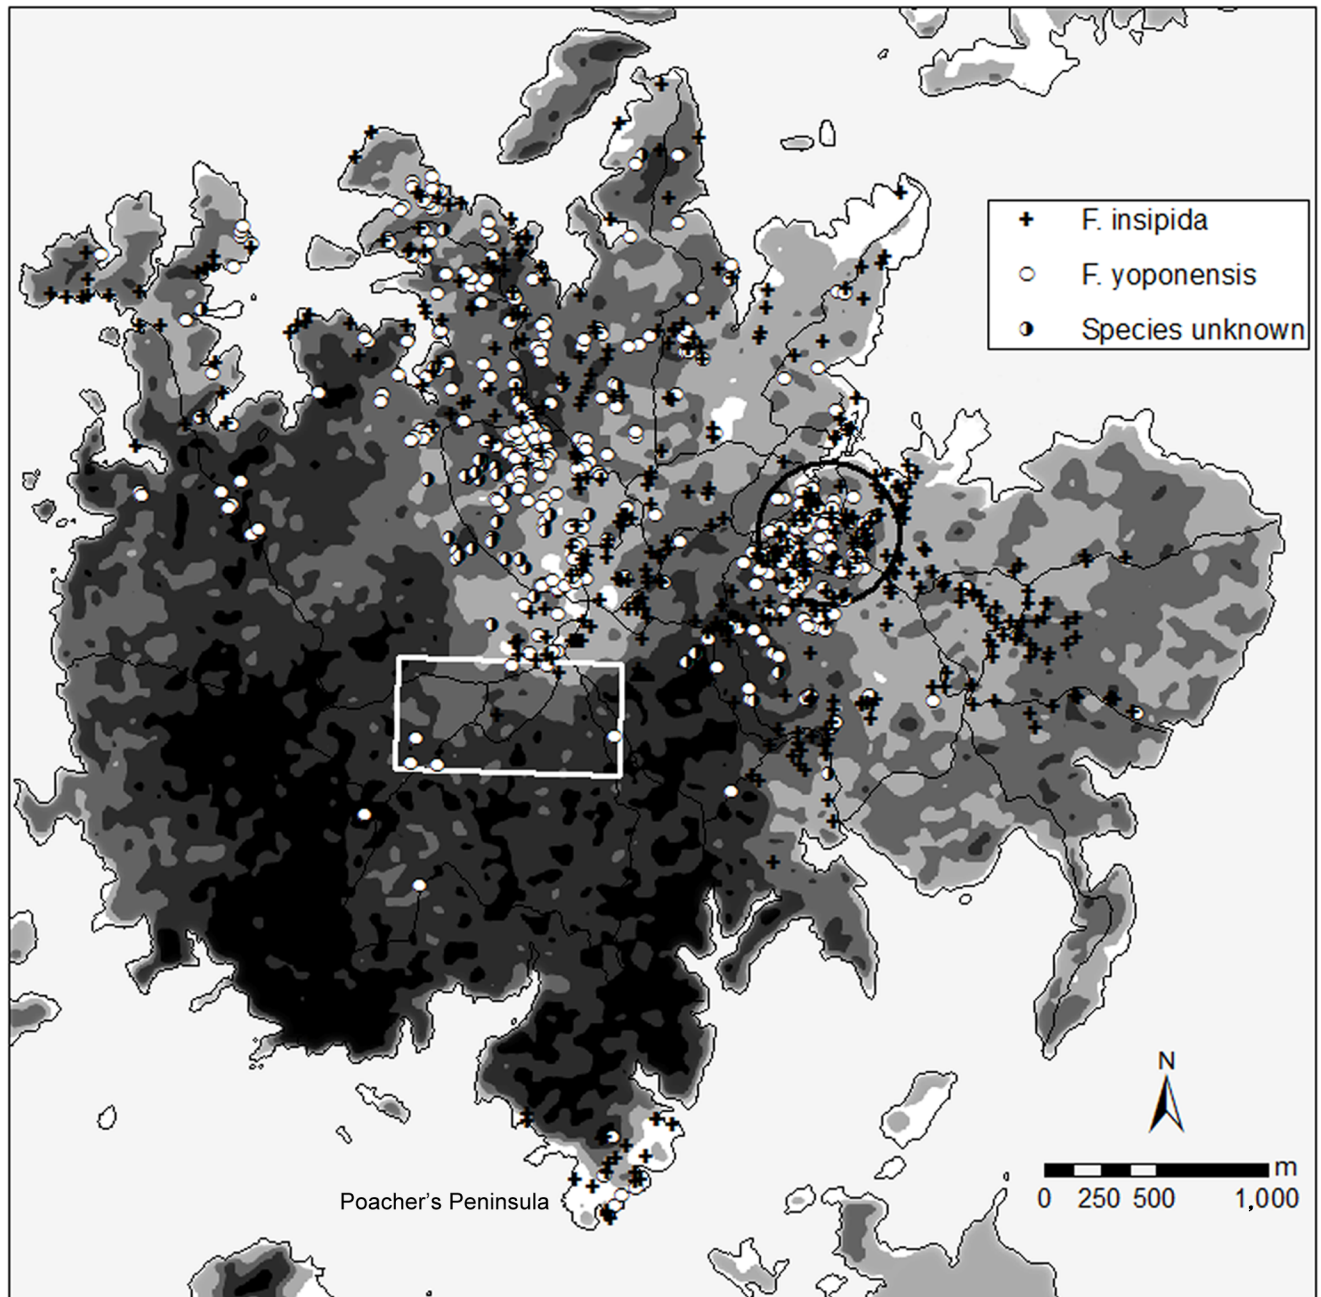 F. insipida
F. yoponensis
Species unknown
N
m
0 250 500 1,000
Poacher's Peninsula